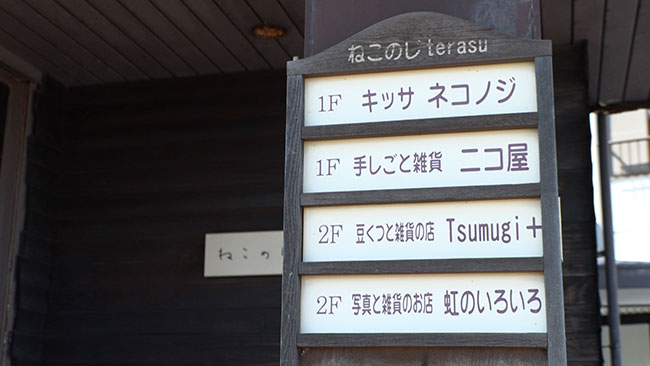 ねこのじterasu
1F キッサ ネコノジ
1F 手しごと雑貨 ニコ屋
2F 豆くつと雑貨の店 Tsumugi+
2F 写真と雑貨のお店 虹のいろいろ
ねこの